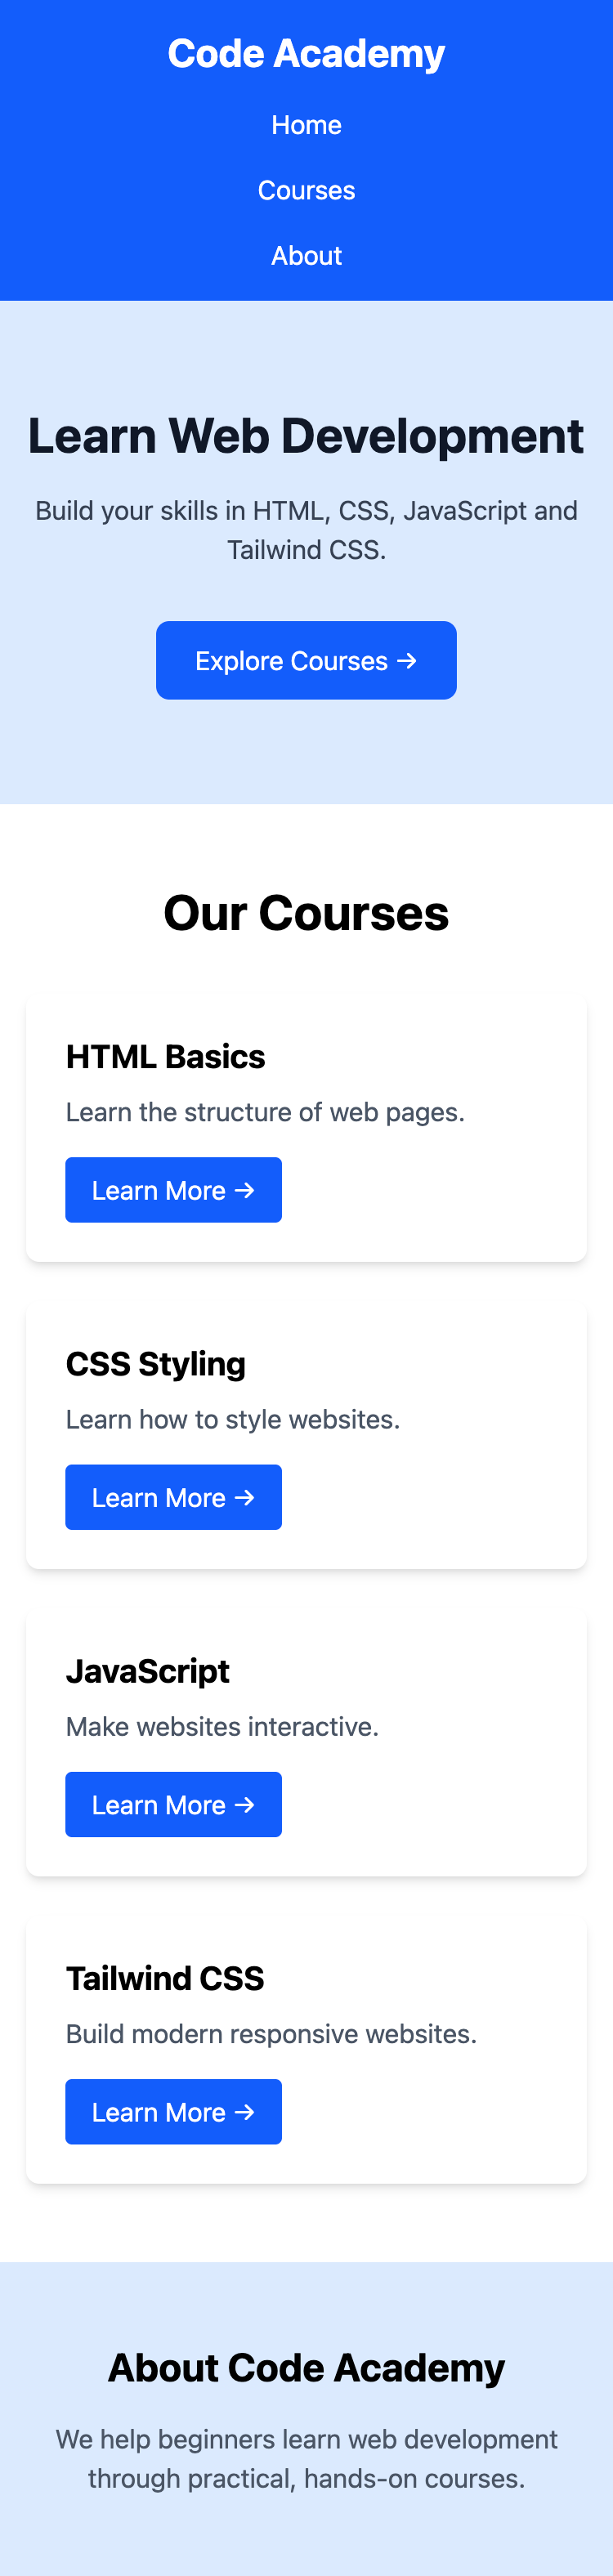 Code Academy
Home
Courses
About
Learn Web Development
Build your skills in HTML, CSS, JavaScript and
Tailwind CSS.
Explore Courses →
Our Courses
HTML Basics
Learn the structure of web pages.
Learn More →
CSS Styling
Learn how to style websites.
Learn More →
JavaScript
Make websites interactive.
Learn More →
Tailwind CSS
Build modern responsive websites.
Learn More →
About Code Academy
We help beginners learn web development
through practical, hands-on courses.